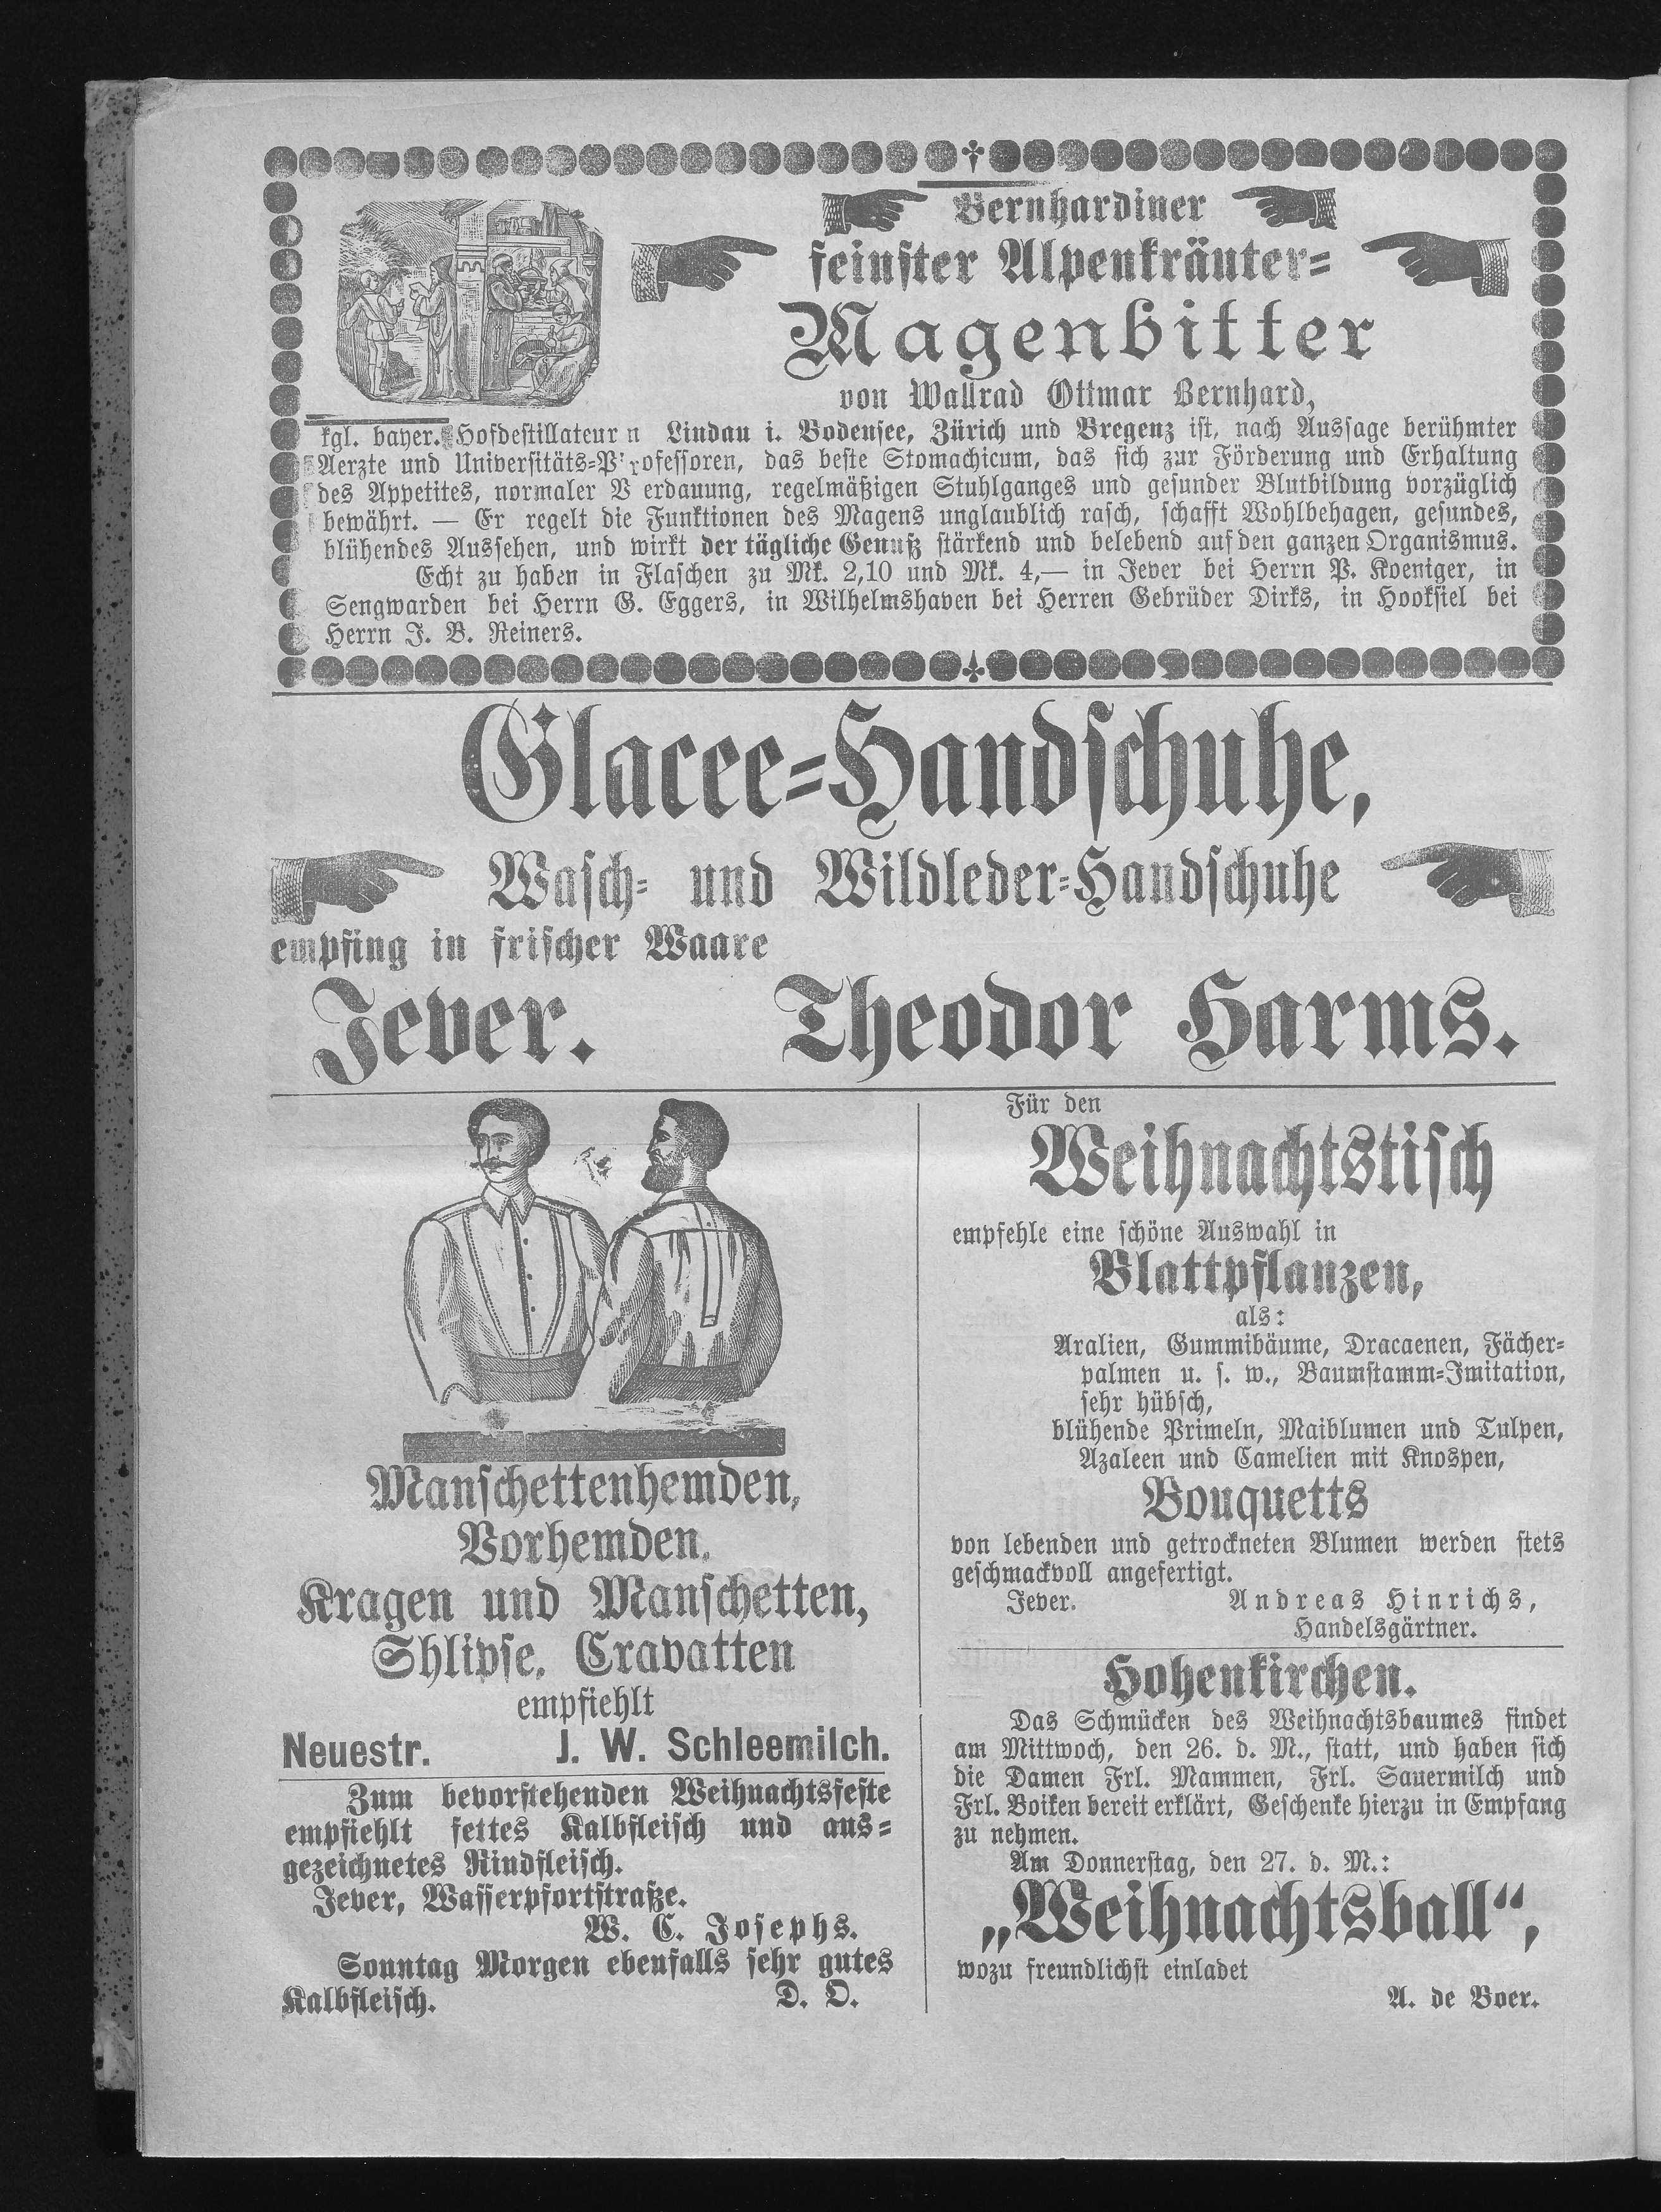 Bernhardiner
feinster Alpenkräuter=
Magenbitter
von Wallrad Ottmar Bernhard,
kgl. bayer. Hofdestillateur n Lindau i. Bodensee, Zürich und Bregenz ist, nach Aussage berühmter
Aerzte und Universitäts=Professoren, das beste Stomachicum, das sich zur Förderung und Erhaltung
des Appetites, normaler Verdauung, regelmäßigen Stuhlganges und gesunder Blutbildung vorzüglich
bewährt. — Er regelt die Funktionen des Magens unglaublich rasch, schafft Wohlbehagen, gesundes,
blühendes Aussehen, und wirkt der tägliche Genuß stärkend und belebend auf den ganzen Organismus.
Echt zu haben in Flaschen zu Mk. 2,10 und Mk. 4,— in Jever bei Herrn P. Koeniger, in
Sengwarden bei Herrn G. Eggers, in Wilhelmshaven bei Herren Gebrüder Dirks, in Hooksiel bei
Herrn J. B. Reiners.
Glacee=Handschuhe,
Wasch= und Wildleder=Handschuhe
empfing in frischer Waare
Jever. Theodor Harms.
Manschettenhemden,
Vorhemden,
Kragen und Manschetten,
Shlipse, Cravatten
empfiehlt
Neuestr. J. W. Schleemilch.
Zum bevorstehenden Weihnachtsfeste
empfiehlt fettes Kalbfleisch und aus=
gezeichnetes Rindfleisch.
Jever, Wasserpfortstraße.
W. C. Josephs.
Sonntag Morgen ebenfalls sehr gutes
Kalbfleisch. D. O.
Für den
Weihnachtstisch
empfehle eine schöne Auswahl in
Blattpflanzen,
als:
Aralien, Gummibäume, Dracaenen, Fächer=
palmen u. s. w., Baumstamm=Imitation,
sehr hübsch,
blühende Primeln, Maiblumen und Tulpen,
Azaleen und Camelien mit Knospen,
Bouquetts
von lebenden und getrockneten Blumen werden stets
geschmackvoll angefertigt.
Jever. Andreas Hinrichs,
Handelsgärtner.
Hohenkirchen.
Das Schmücken des Weihnachtsbaumes findet
am Mittwoch, den 26. d. M., statt, und haben sich
die Damen Frl. Mammen, Frl. Sauermilch und
Frl. Boiken bereit erklärt, Geschenke hierzu in Empfang
zu nehmen.
Am Donnerstag, den 27. d. M.:
„Weihnachtsball“,
wozu freundlichst einladet
A. de Boer.